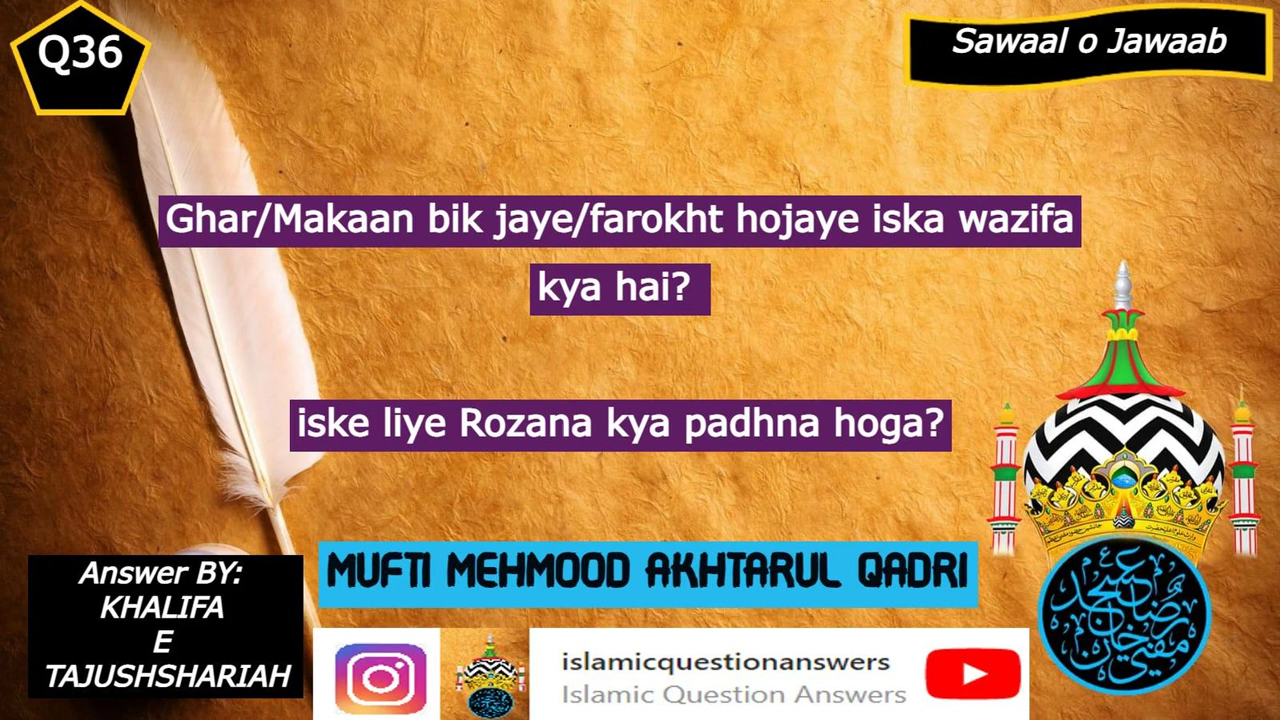 Q36
Sawaal o Jawaab
Ghar/Makaan bik jaye/farokht hojaye iska wazifa
kya hai?
iske liye Rozana kya padhna hoga?
Answer BY:
KHALIFA
E
TAJUSHSHARIAH
MUFTI MEHMOOD AKHTARUL QADRI
islamicquestionanswers
Islamic Question Answers